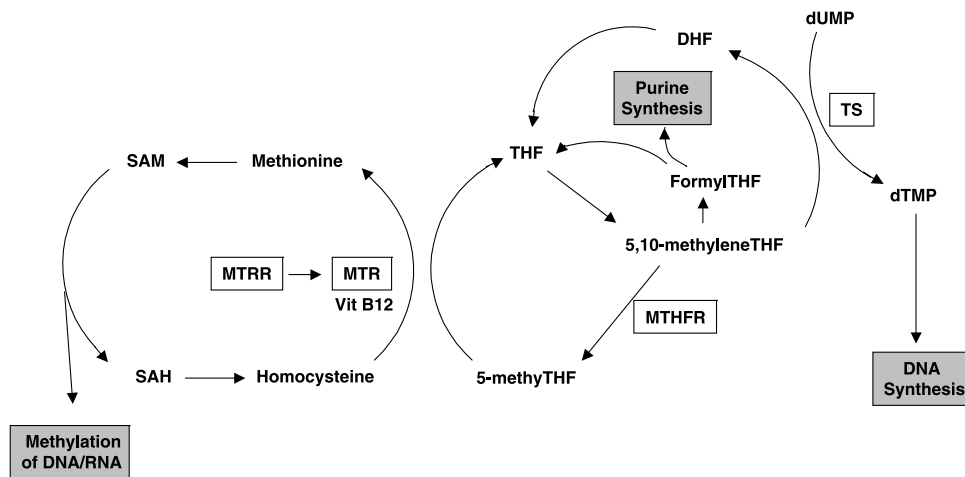 dUMP
DHF
Purine
Synthesis
TS
SAM
Methionine
THF
FormylTHF
dTMP
5,10-methyleneTHF
MTRR
MTR
Vit B12
MTHFR
SAH
Homocysteine
5-methyTHF
DNA
Synthesis
Methylation
of DNA/RNA